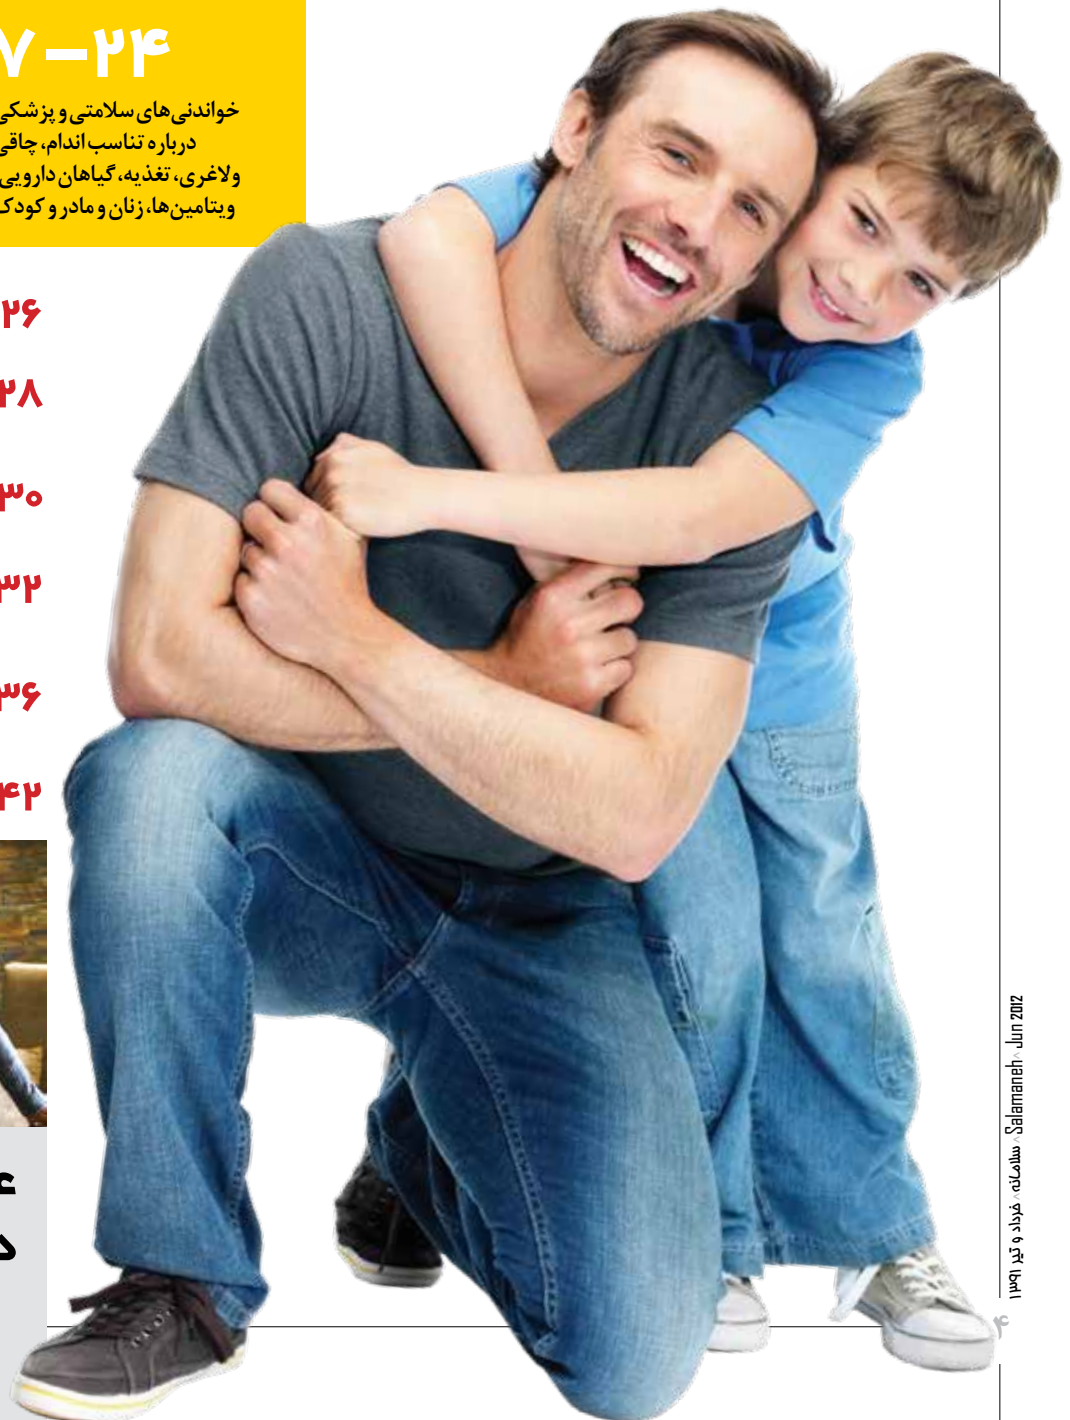 ۷-۲۴
خواندنی‌های سلامتی و پزشکی
درباره تناسب اندام، چاقی
ولاغری، تغذیه، گیاهان دارویی
ویتامین‌ها، زنان و مادر و کودک
۲۶
۲۸
۳۰
۳۲
۳۶
۴۲
۱۳۹۱ خرداد و تیر ^ سلامانه ^ Salamaneh ^ Jun 2012
۴